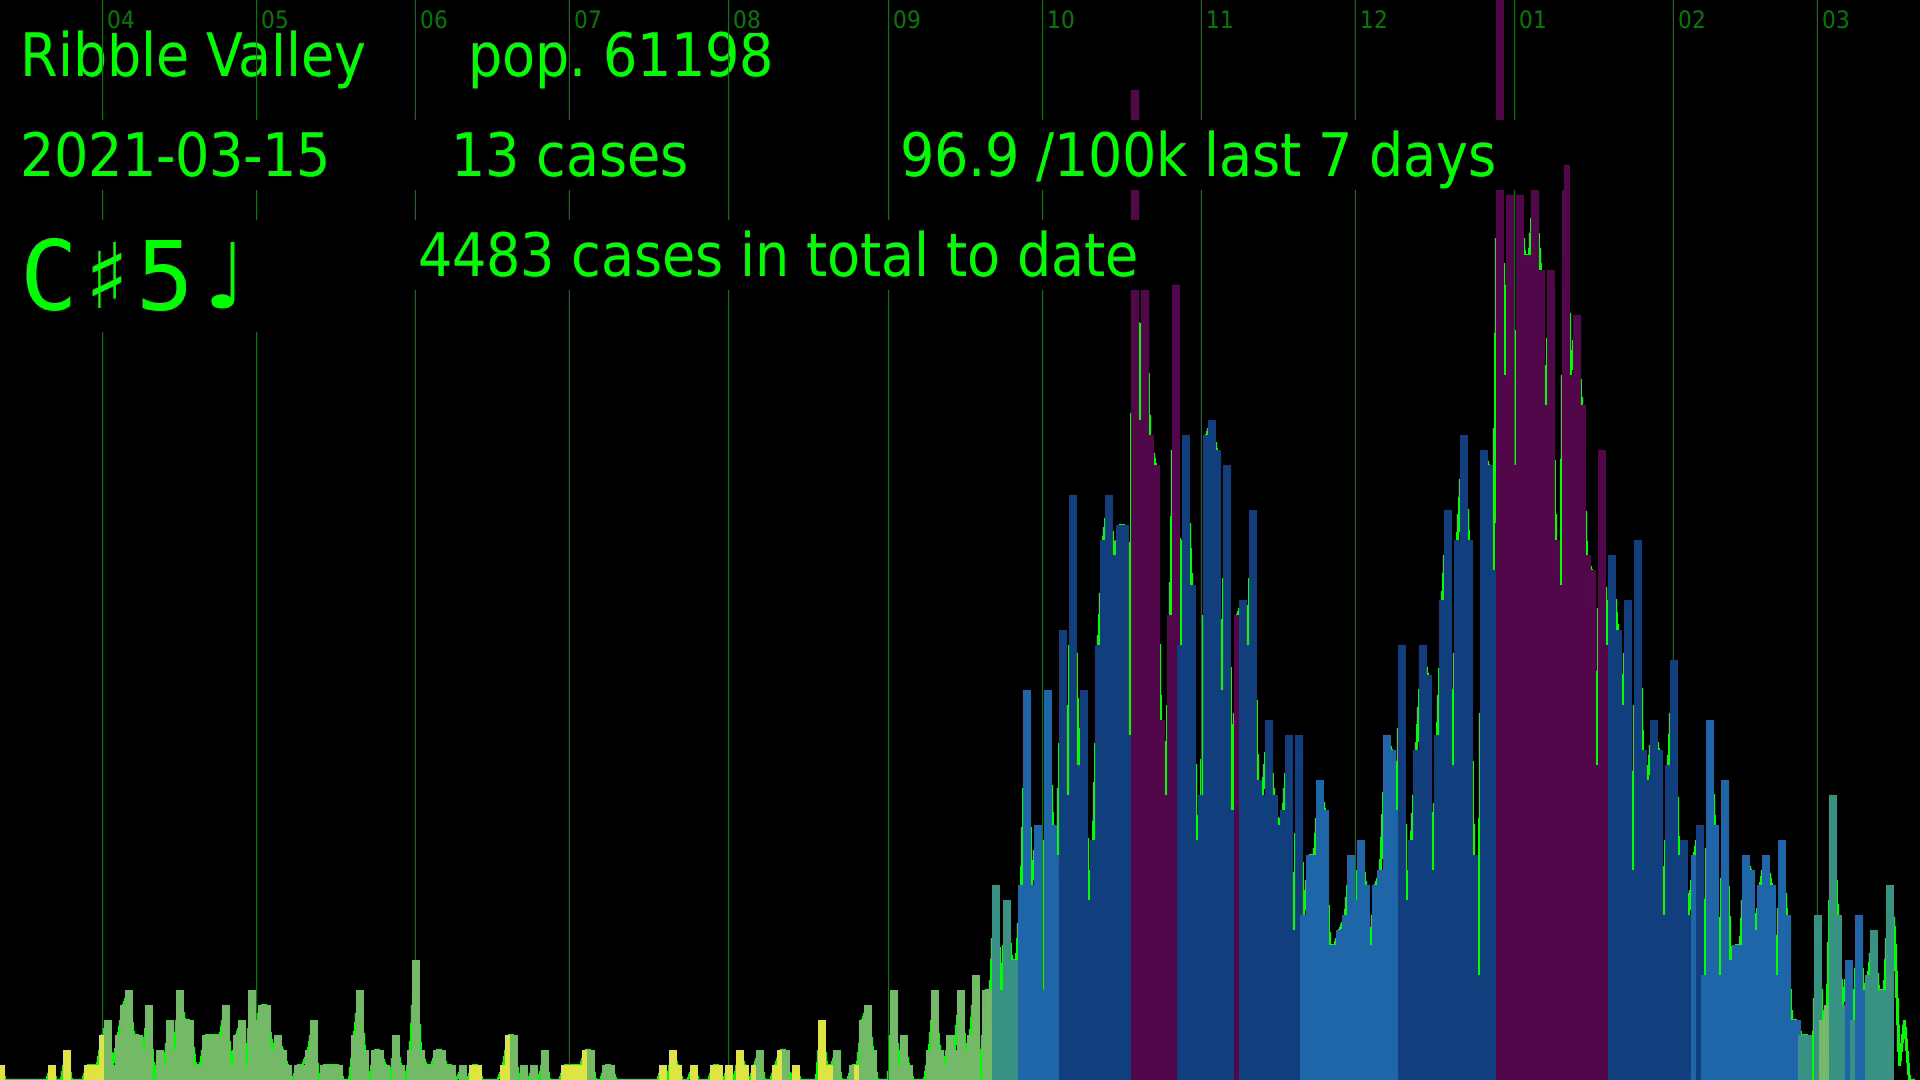 04 05 06 07 08 09 10 11 12 01 02 03
Ribble Valley pop. 61198
2021-03-15 13 cases 96.9 /100k last 7 days
C♯5♩ 4483 cases in total to date